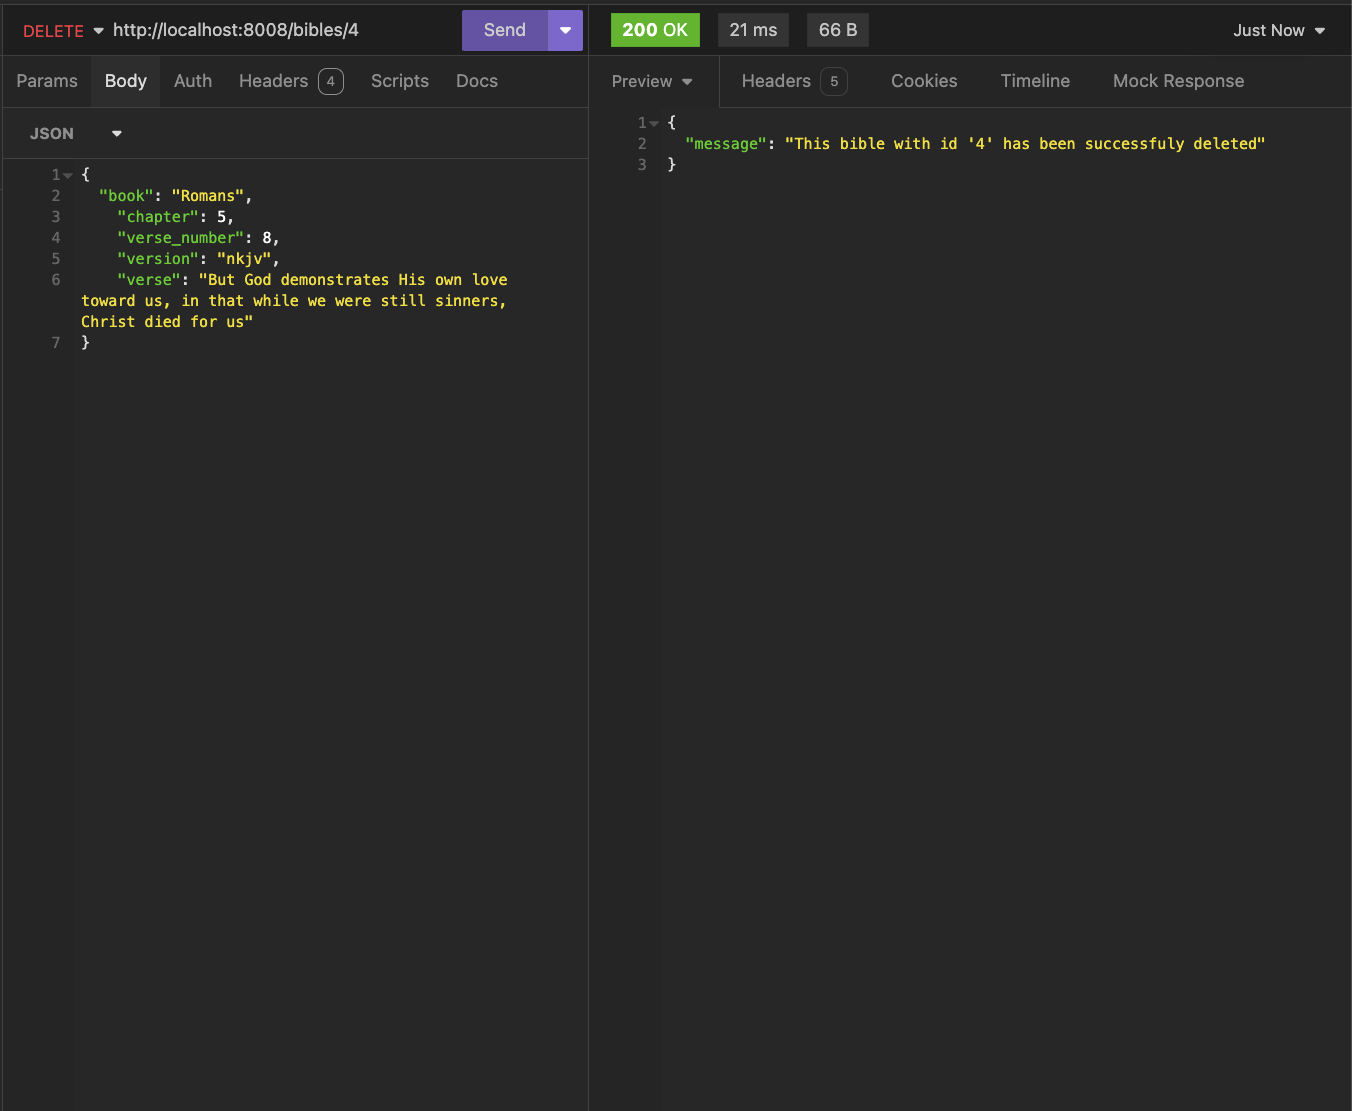 DELETE http://localhost:8008/bibles/4 Send 200 OK 21 ms 66 B Just Now
Params Body Auth Headers 4 Scripts Docs
Preview Headers 5 Cookies Timeline Mock Response
JSON
1 {
2 "book": "Romans",
3 "chapter": 5,
4 "verse_number": 8,
5 "version": "nkjv",
6 "verse": "But God demonstrates His own love
toward us, in that while we were still sinners,
Christ died for us"
7 }
1 {
2 "message": "This bible with id '4' has been successfuly deleted"
3 }